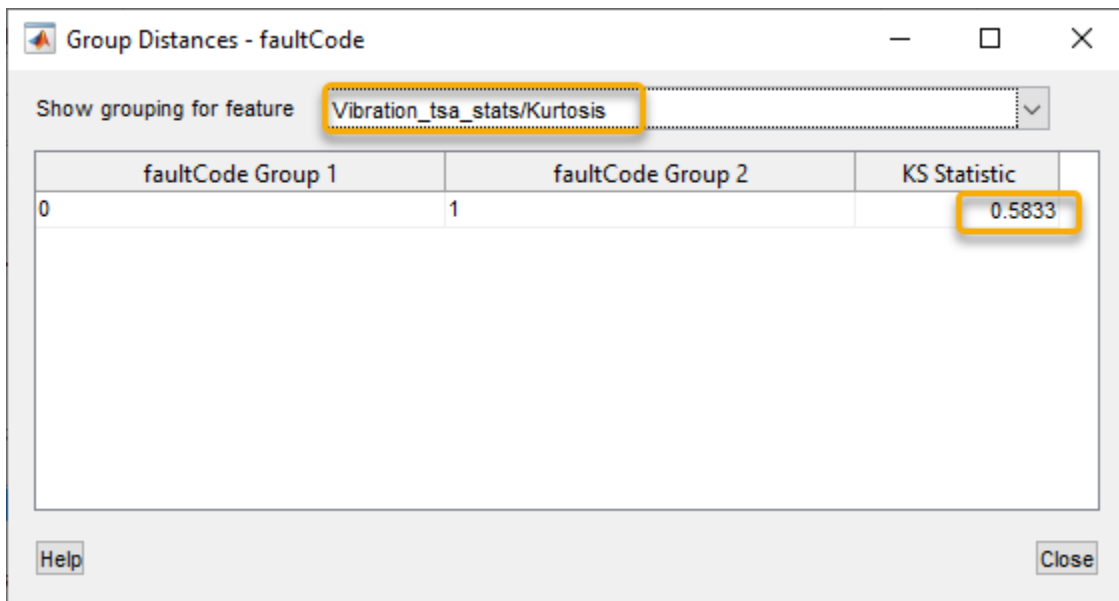 Group Distances - faultCode
Show grouping for feature Vibration_tsa_stats/Kurtosis
faultCode Group 1 faultCode Group 2 KS Statistic
0 1 0.5833
Help Close